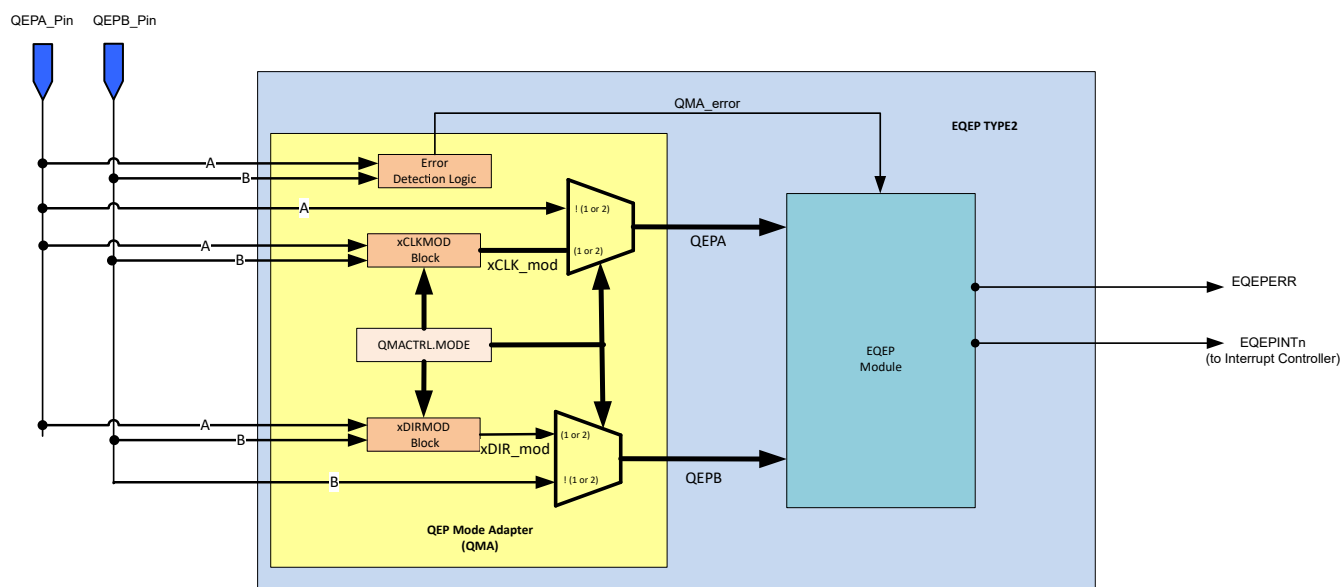 QEPA_Pin
QEPB_Pin
QMA_error
EQEP TYPE2
A
B
Error
Detection Logic
A
! (1 or 2)
A
B
xCLKMOD
Block
xCLK_mod
(1 or 2)
QEPA
EQEPERR
QMACTRL.MODE
EQEP
Module
EQEPINTn
(to Interrupt Controller)
A
B
xDIRMOD
Block
xDIR_mod
(1 or 2)
QEPB
B
! (1 or 2)
QEP Mode Adapter
(QMA)